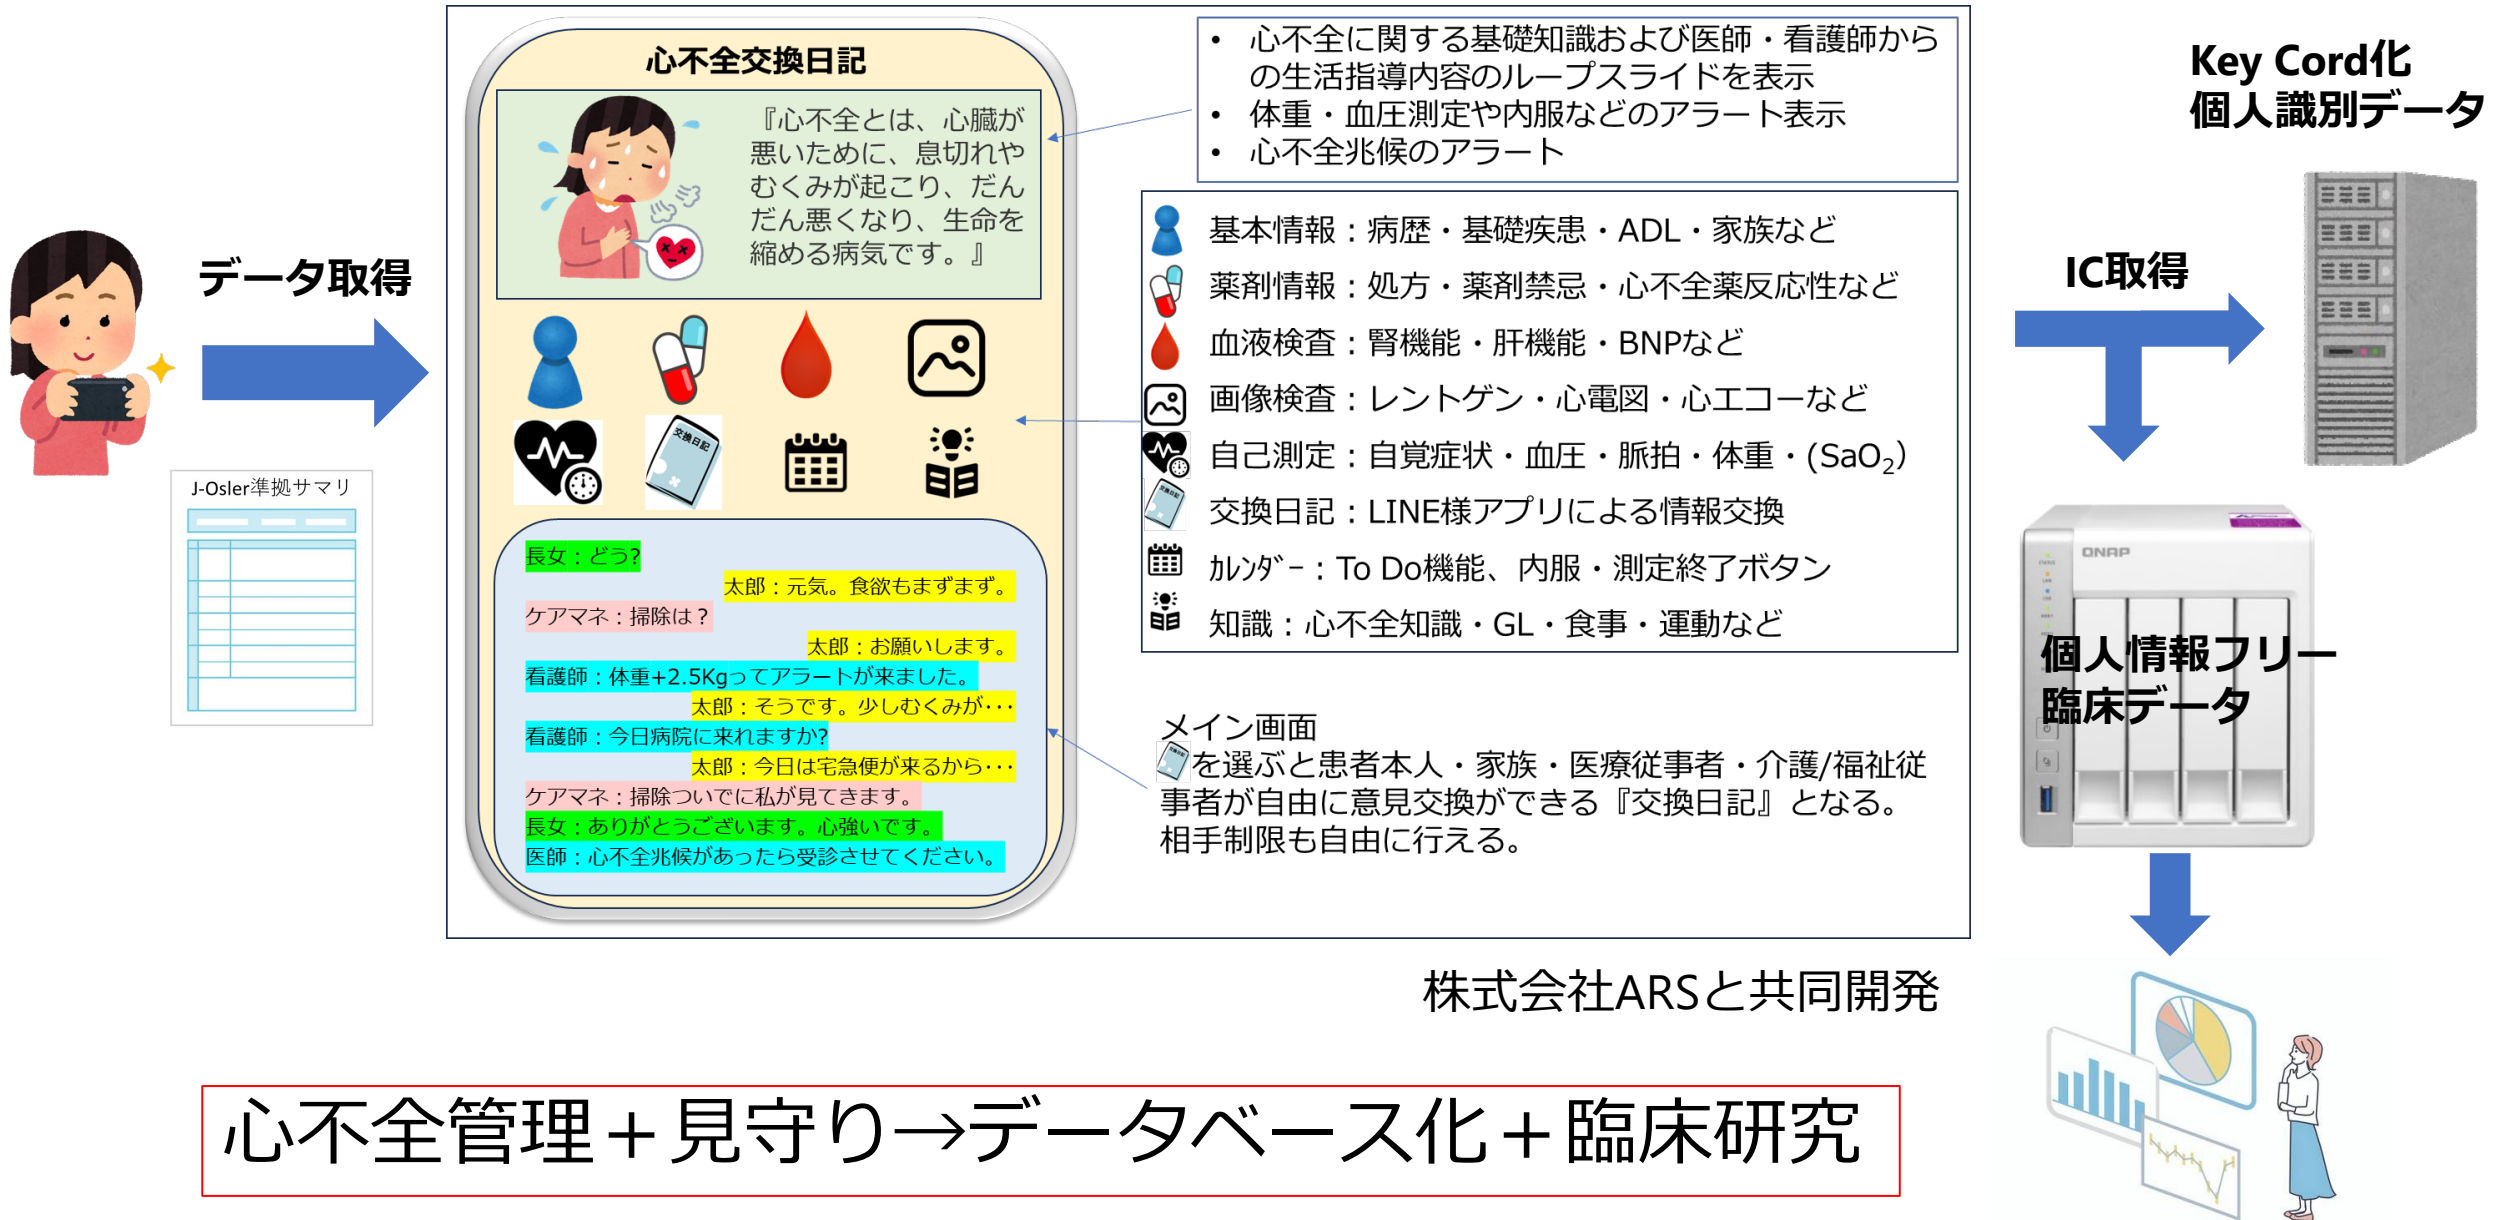 データ取得
J-Osler準拠サマリ
心不全交換日記
『心不全とは、心臓が
悪いために、息切れや
むくみが起こり、だん
だん悪くなり、生命を
縮める病気です。』
交換日記
長女：どう?
太郎：元気。食欲もまずまず。
ケアマネ：掃除は？
太郎：お願いします。
看護師：体重+2.5Kgってアラートが来ました。
太郎：そうです。少しむくみが･･･
看護師：今日病院に来れますか?
太郎：今日は宅急便が来るから･･･
ケアマネ：掃除ついでに私が見てきます。
長女：ありがとうございます。心強いです。
医師：心不全兆候があったら受診させてください。
• 心不全に関する基礎知識および医師・看護師から
の生活指導内容のループスライドを表示
• 体重・血圧測定や内服などのアラート表示
• 心不全兆候のアラート
基本情報：病歴・基礎疾患・ADL・家族など
薬剤情報：処方・薬剤禁忌・心不全薬反応性など
血液検査：腎機能・肝機能・BNPなど
画像検査：レントゲン・心電図・心エコーなど
自己測定：自覚症状・血圧・脈拍・体重・(SaO₂）
交換日記
交換日記：LINE様アプリによる情報交換
ｶﾚﾝﾀﾞｰ：To Do機能、内服・測定終了ボタン
知識：心不全知識・GL・食事・運動など
メイン画面
を選ぶと患者本人・家族・医療従事者・介護/福祉従
事者が自由に意見交換ができる『交換日記』となる。
相手制限も自由に行える。
Key Cord化
個人識別データ
IC取得
QNAP
個人情報フリー
臨床データ
株式会社ARSと共同開発
心不全管理＋見守り→データベース化＋臨床研究